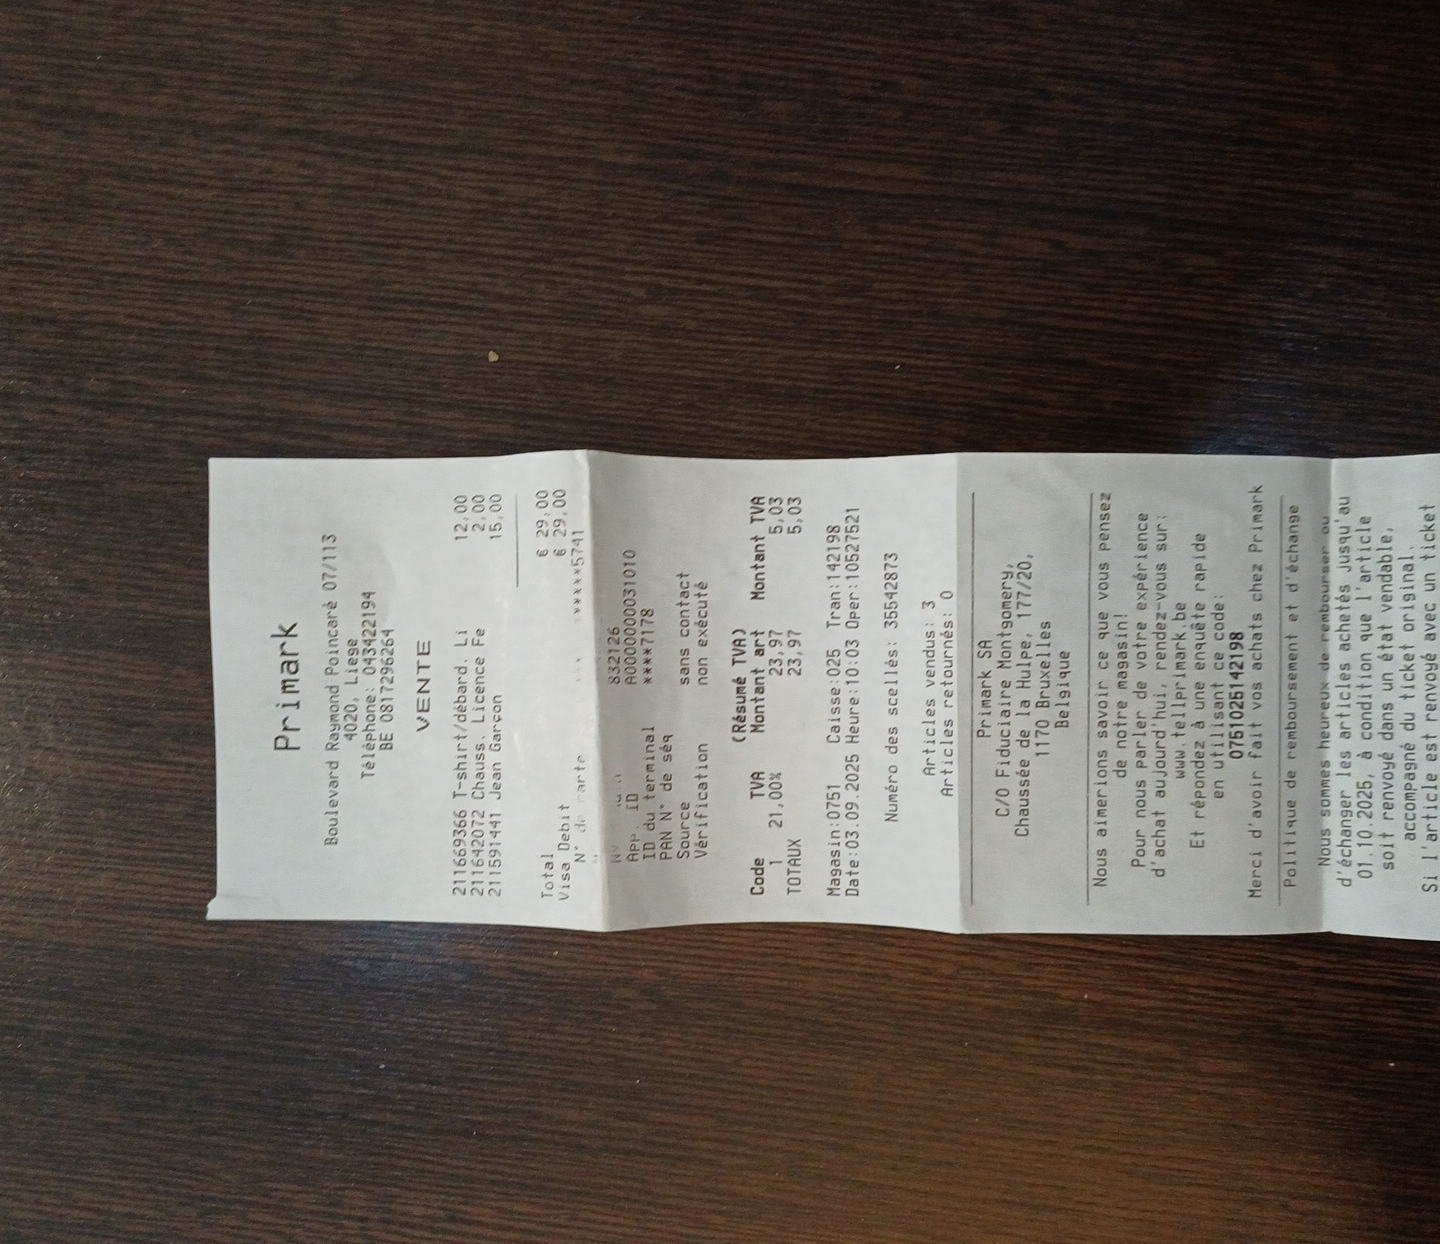 Primark
Boulevard Raymond Poincaré 07/113
4020, Liege
Téléphone: 043422194
BE 0817296264
VENTE
211669366 T-shirt/débard. Li 12,00
211642072 Chauss. Licence Fe 2,00
211591441 Jean Garçon 15,00
Total € 29,00
Visa Debit € 29,00
N° de carte *****5741
832126
App. ID A0000000031010
ID du terminal ****7178
PAN N° de séq
Source sans contact
Vérification non exécuté
(Résumé TVA)
Code TVA Montant art Montant TVA
1 21,00% 23,97 5,03
TOTAUX 23,97 5,03
Magasin:0751 Caisse:025 Tran:142198
Date:03.09.2025 Heure:10:03 Oper:10527521
Numéro des scellés: 35542873
Articles vendus: 3
Articles retournés: 0
Primark SA
C/O Fiduciaire Montgomery,
Chaussée de la Hulpe, 177/20,
1170 Bruxelles
Belgique
Nous aimerions savoir ce que vous pensez
de notre magasin!
Pour nous parler de votre expérience
d'achat aujourd'hui, rendez-vous sur:
www.tellprimark.be
Et répondez à une enquête rapide
en utilisant ce code:
0751025142198
Merci d'avoir fait vos achats chez Primark
Politique de remboursement et d'échange
Nous sommes heureux de rembourser ou
d'échanger les articles achetés jusqu'au
01.10.2025, à condition que l'article
soit renvoyé dans un état vendable,
accompagné du ticket original.
Si l'article est renvoyé avec un ticket